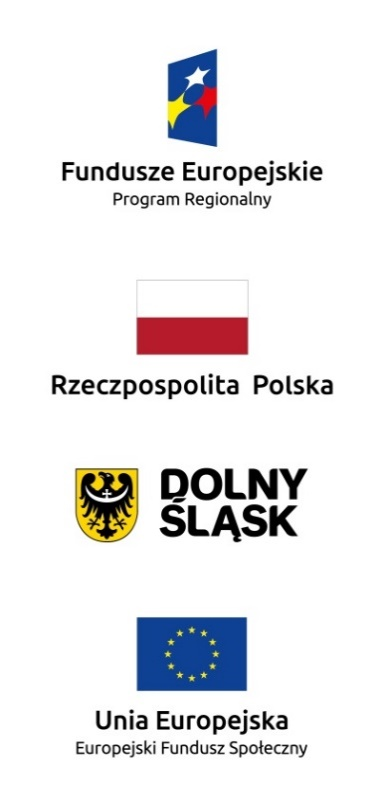 Fundusze Europejskie
Program Regionalny
Rzeczpospolita Polska
DOLNY
ŚLĄSK
Unia Europejska
Europejski Fundusz Społeczny